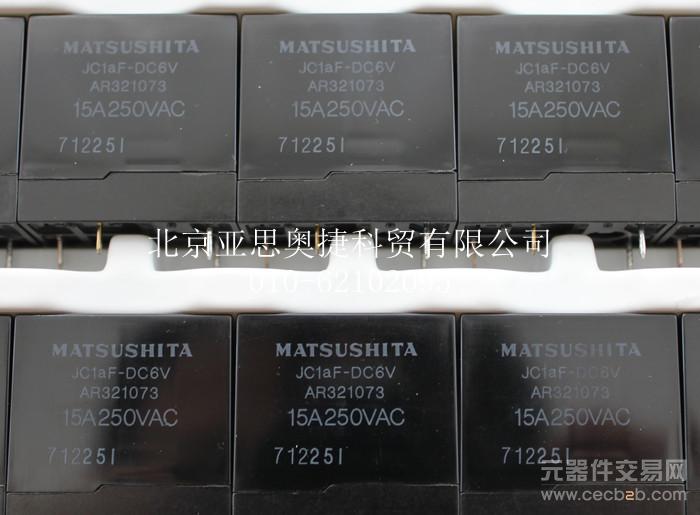 MATSUSHITA MATSUSHITA MATSUSHITA
JC1aF-DC6V JC1aF-DC6V JC1aF-DC6V
AR321073 AR321073 AR321073
15A250VAC 15A250VAC 15A250VAC
71225I 71225I 71225I
北京亚思奥捷科贸有限公司
010-62102095
MATSUSHITA MATSUSHITA MATSUSHITA
JC1aF-DC6V JC1aF-DC6V JC1aF-DC6V
AR321073 AR321073 AR321073
15A250VAC 15A250VAC 15A250VAC
71225I 71225I 71225I
元器件交易网
www.cecb2b.com